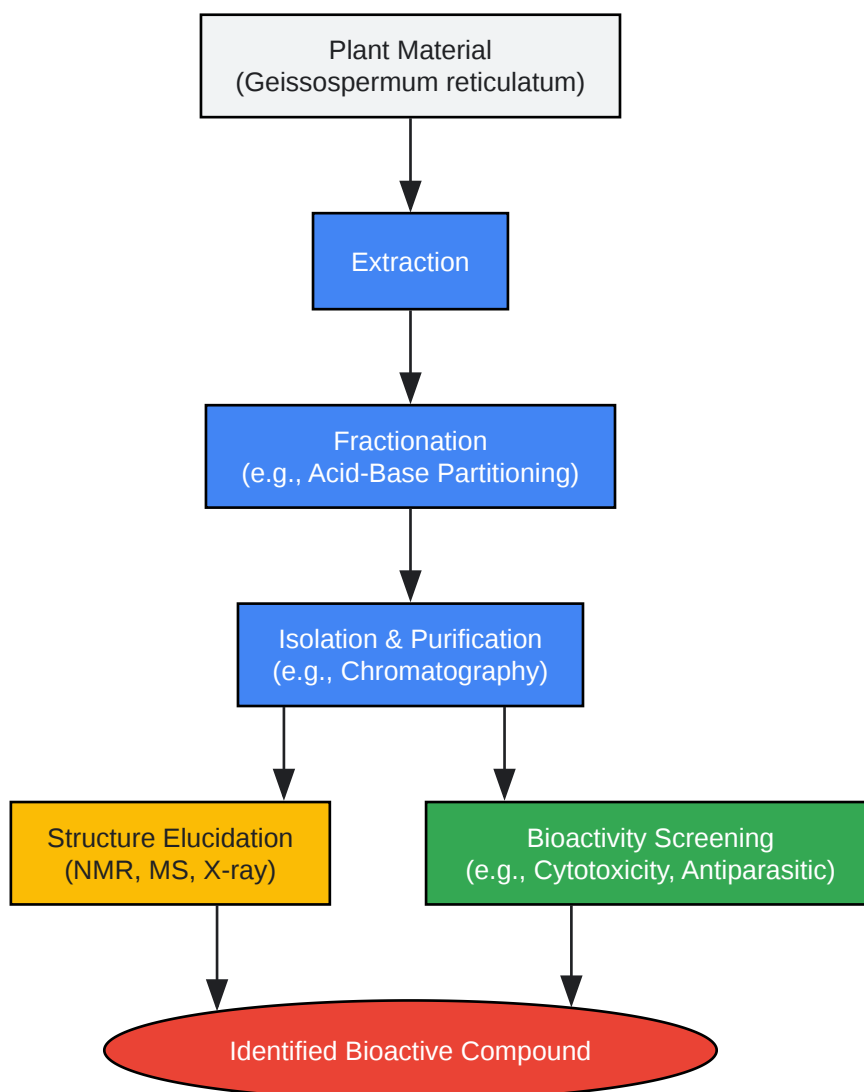 Plant Material
(Geissospermum reticulatum)
Extraction
Fractionation
(e.g., Acid-Base Partitioning)
Isolation & Purification
(e.g., Chromatography)
Structure Elucidation
(NMR, MS, X-ray)
Bioactivity Screening
(e.g., Cytotoxicity, Antiparasitic)
Identified Bioactive Compound